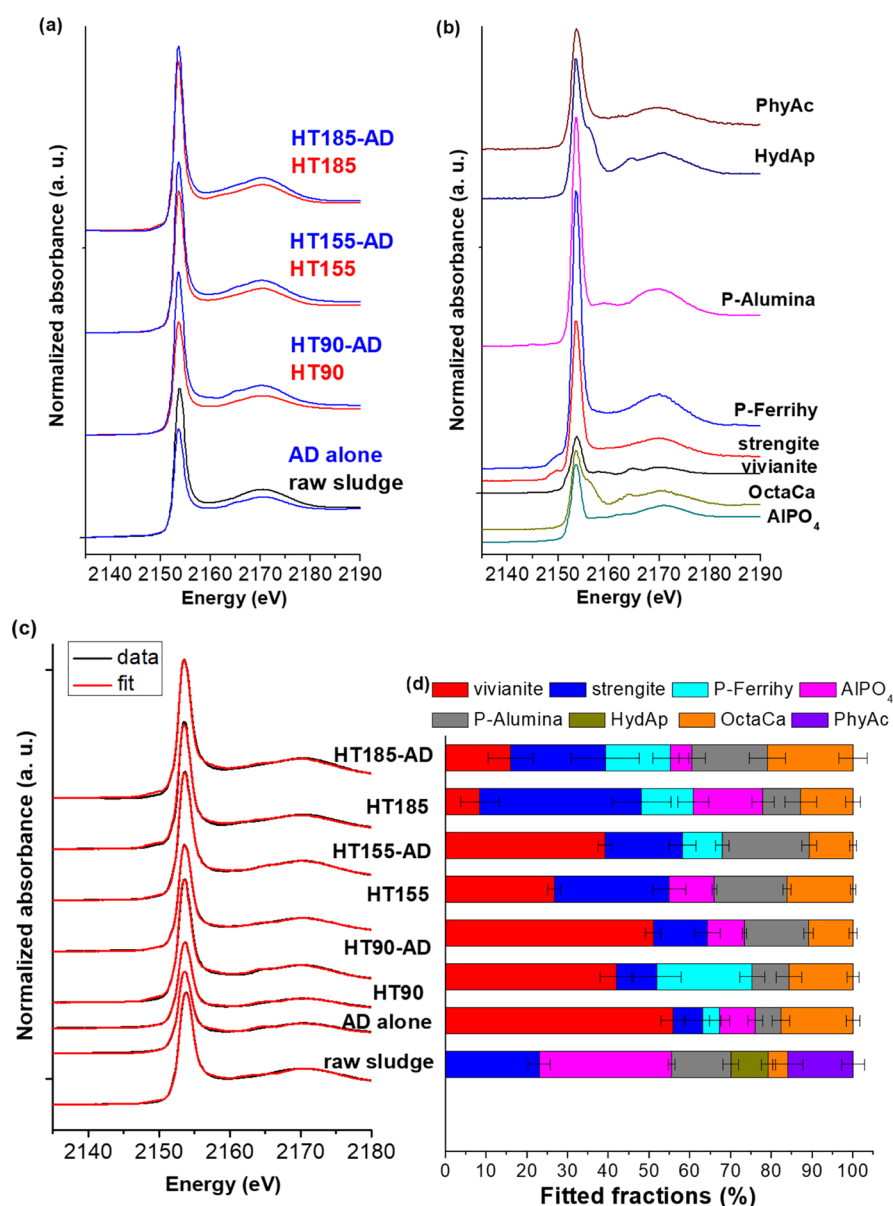 (a)
Normalized absorbance (a. u.)
HT185-AD
HT185
HT155-AD
HT155
HT90-AD
HT90
AD alone
raw sludge
2140 2150 2160 2170 2180 2190
Energy (eV)
(b)
Normalized absorbance (a. u.)
PhyAc
HydAp
P-Alumina
P-Ferrihy
strengite
vivianite
OctaCa
AlPO4
2140 2150 2160 2170 2180 2190
Energy (eV)
(c)
data
fit
Normalized absorbance (a. u.)
HT185-AD
HT185
HT155-AD
HT155
HT90-AD
HT90
AD alone
raw sludge
2140 2150 2160 2170 2180
Energy (eV)
(d)
vivianite strengite P-Ferrihy AlPO4
P-Alumina HydAp OctaCa PhyAc
0 10 20 30 40 50 60 70 80 90 100
Fitted fractions (%)